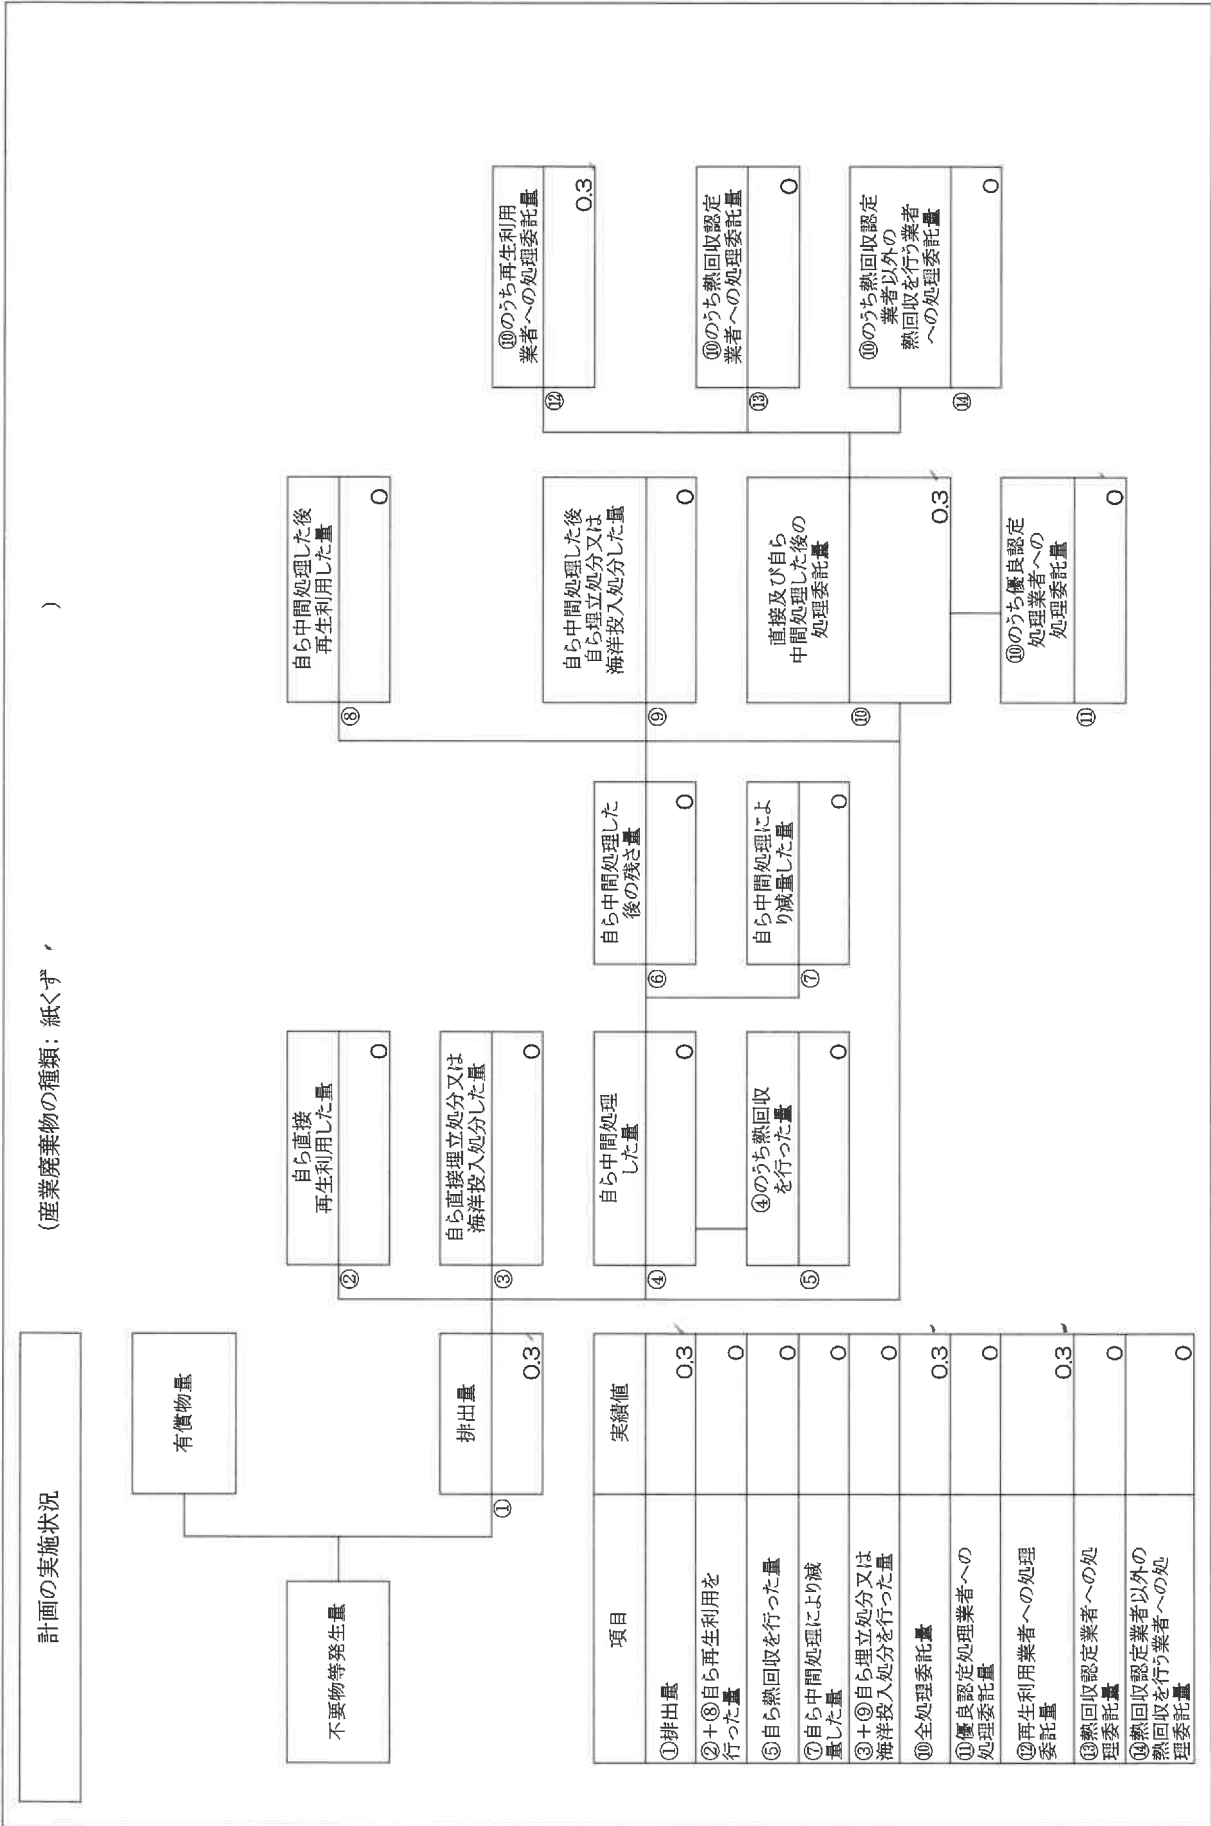 計画の実施状況
(産業廃棄物の種類: 紙くず
)
不要物等発生量
有償物量
①
排出量
0.3
②
自ら直接
再生利用した量
0
③
自ら直接埋立処分又は
海洋投入処分した量
0
④
自ら中間処理
した量
0
⑤
④のうち熱回収
を行った量
0
⑥
自ら中間処理した
後の残さ量
0
⑦
自ら中間処理によ
り減量した量
0
⑧
自ら中間処理した後
再生利用した量
0
⑨
自ら中間処理した後
自ら埋立処分又は
海洋投入処分した量
0
⑩
直接及び自ら
中間処理した後の
処理委託量
0.3
⑪
⑩のうち優良認定
処理業者への
処理委託量
0
⑫
⑩のうち再生利用
業者への処理委託量
0.3
⑬
⑩のうち熱回収認定
業者への処理委託量
0
⑭
⑩のうち熱回収認定
業者以外の
熱回収を行う業者
への処理委託量
0
項目
実績値
①排出量
0.3
②+⑧自ら再生利用を
行った量
0
⑤自ら熱回収を行った量
0
⑦自ら中間処理により減
量した量
0
③+⑨自ら埋立処分又は
海洋投入処分を行った量
0
⑩全処理委託量
0.3
⑪優良認定処理業者への
処理委託量
0
⑫再生利用業者への処理
委託量
0.3
⑬熱回収認定業者への処
理委託量
0
⑭熱回収認定業者以外の
熱回収を行う業者への処
理委託量
0